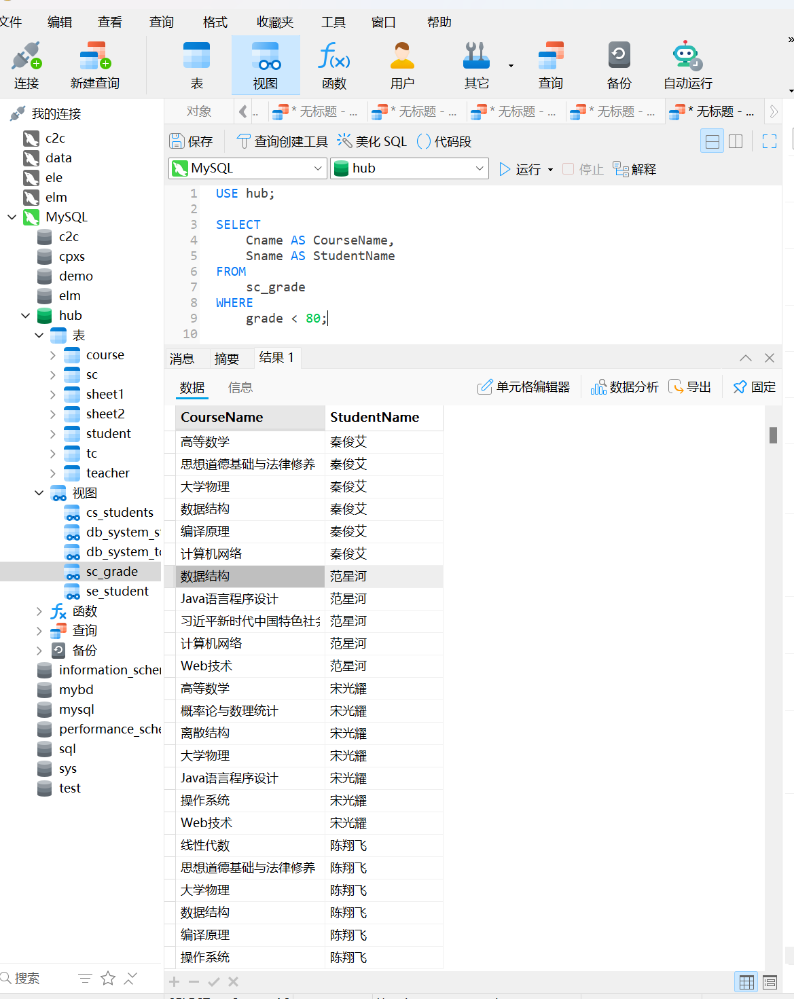 文件 编辑 查看 查询 格式 收藏夹 工具 窗口 帮助
连接 新建查询 表 视图 函数 用户 其它 查询 备份 自动运行
我的连接
c2c
data
ele
elm
MySQL
c2c
cpxs
demo
elm
hub
表
course
sc
sheet1
sheet2
student
tc
teacher
视图
cs_students
db_system_s
db_system_t
sc_grade
se_student
函数
查询
备份
information_scher
mybd
mysql
performance_sche
sql
sys
test
搜索
对象 .. * 无标题 - ... * 无标题 - ... * 无标题 - ... * 无标题 - ... * 无标题 - ...
保存 查询创建工具 美化 SQL () 代码段
MySQL hub 运行 停止 解释
1 USE hub;
2
3 SELECT
4 Cname AS CourseName,
5 Sname AS StudentName
6 FROM
7 sc_grade
8 WHERE
9 grade < 80;
10
消息 摘要 结果 1
数据 信息 单元格编辑器 数据分析 导出 固定
CourseName StudentName
高等数学 秦俊艾
思想道德基础与法律修养 秦俊艾
大学物理 秦俊艾
数据结构 秦俊艾
编译原理 秦俊艾
计算机网络 秦俊艾
数据结构 范星河
Java语言程序设计 范星河
习近平新时代中国特色社会 范星河
计算机网络 范星河
Web技术 范星河
高等数学 宋光耀
概率论与数理统计 宋光耀
离散结构 宋光耀
大学物理 宋光耀
Java语言程序设计 宋光耀
操作系统 宋光耀
Web技术 宋光耀
线性代数 陈翔飞
思想道德基础与法律修养 陈翔飞
大学物理 陈翔飞
数据结构 陈翔飞
编译原理 陈翔飞
操作系统 陈翔飞